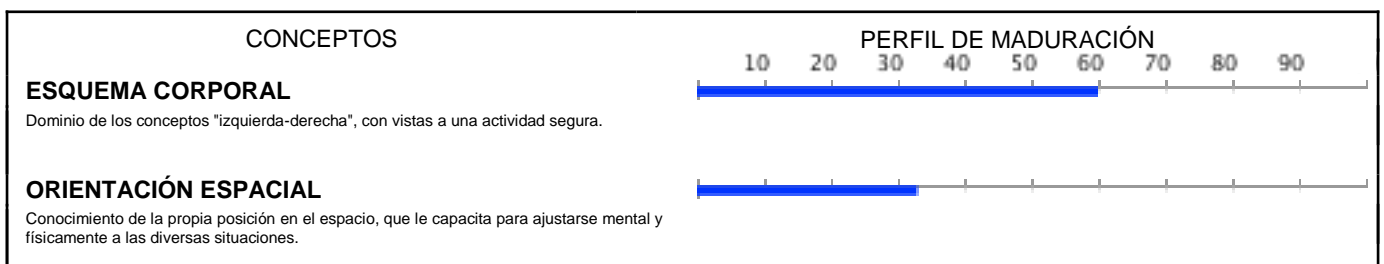 CONCEPTOS
PERFIL DE MADURACIÓN
10 20 30 40 50 60 70 80 90
ESQUEMA CORPORAL
Dominio de los conceptos "izquierda-derecha", con vistas a una actividad segura.
ORIENTACIÓN ESPACIAL
Conocimiento de la propia posición en el espacio, que le capacita para ajustarse mental y
físicamente a las diversas situaciones.